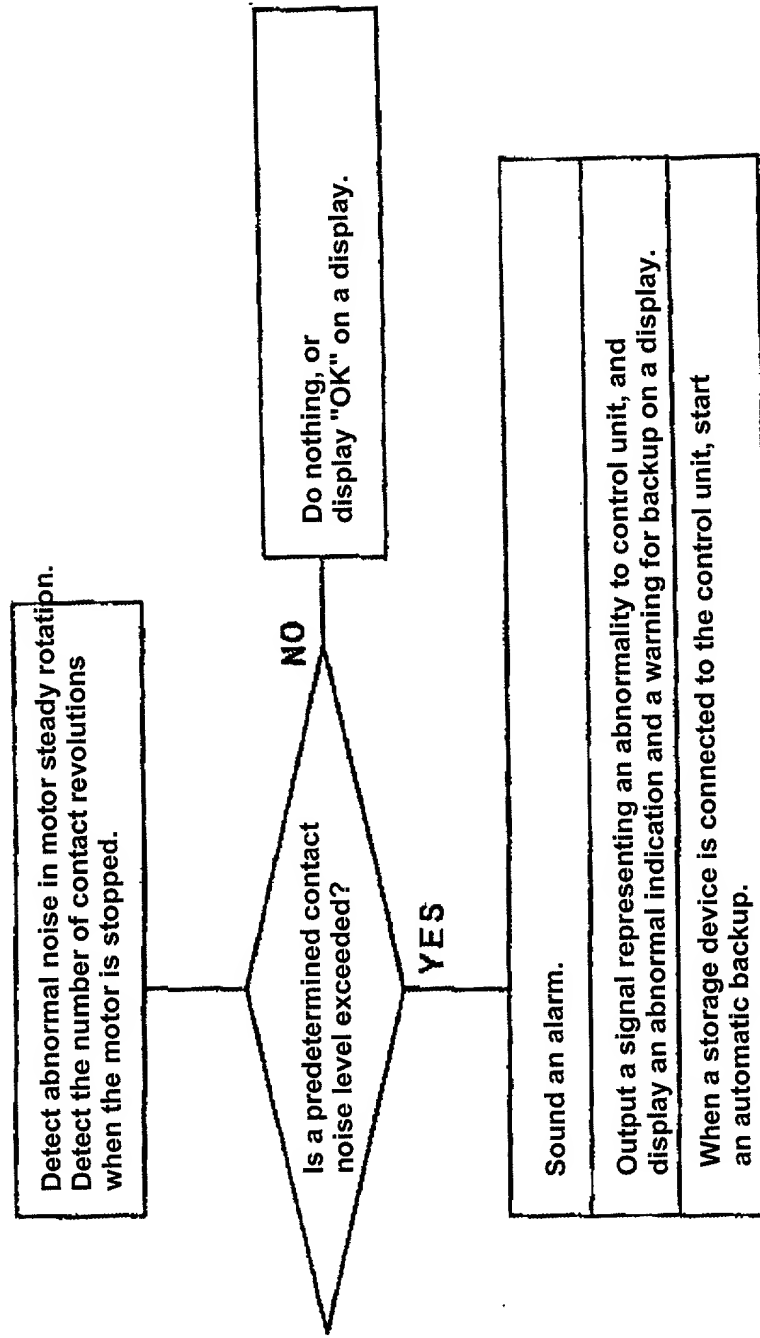 Detect abnormal noise in motor steady rotation.
Detect the number of contact revolutions
when the motor is stopped.
Is a predetermined contact
noise level exceeded?
NO
Do nothing, or
display "OK" on a display.
YES
Sound an alarm.
Output a signal representing an abnormality to control unit, and
display an abnormal indication and a warning for backup on a display.
When a storage device is connected to the control unit, start
an automatic backup.